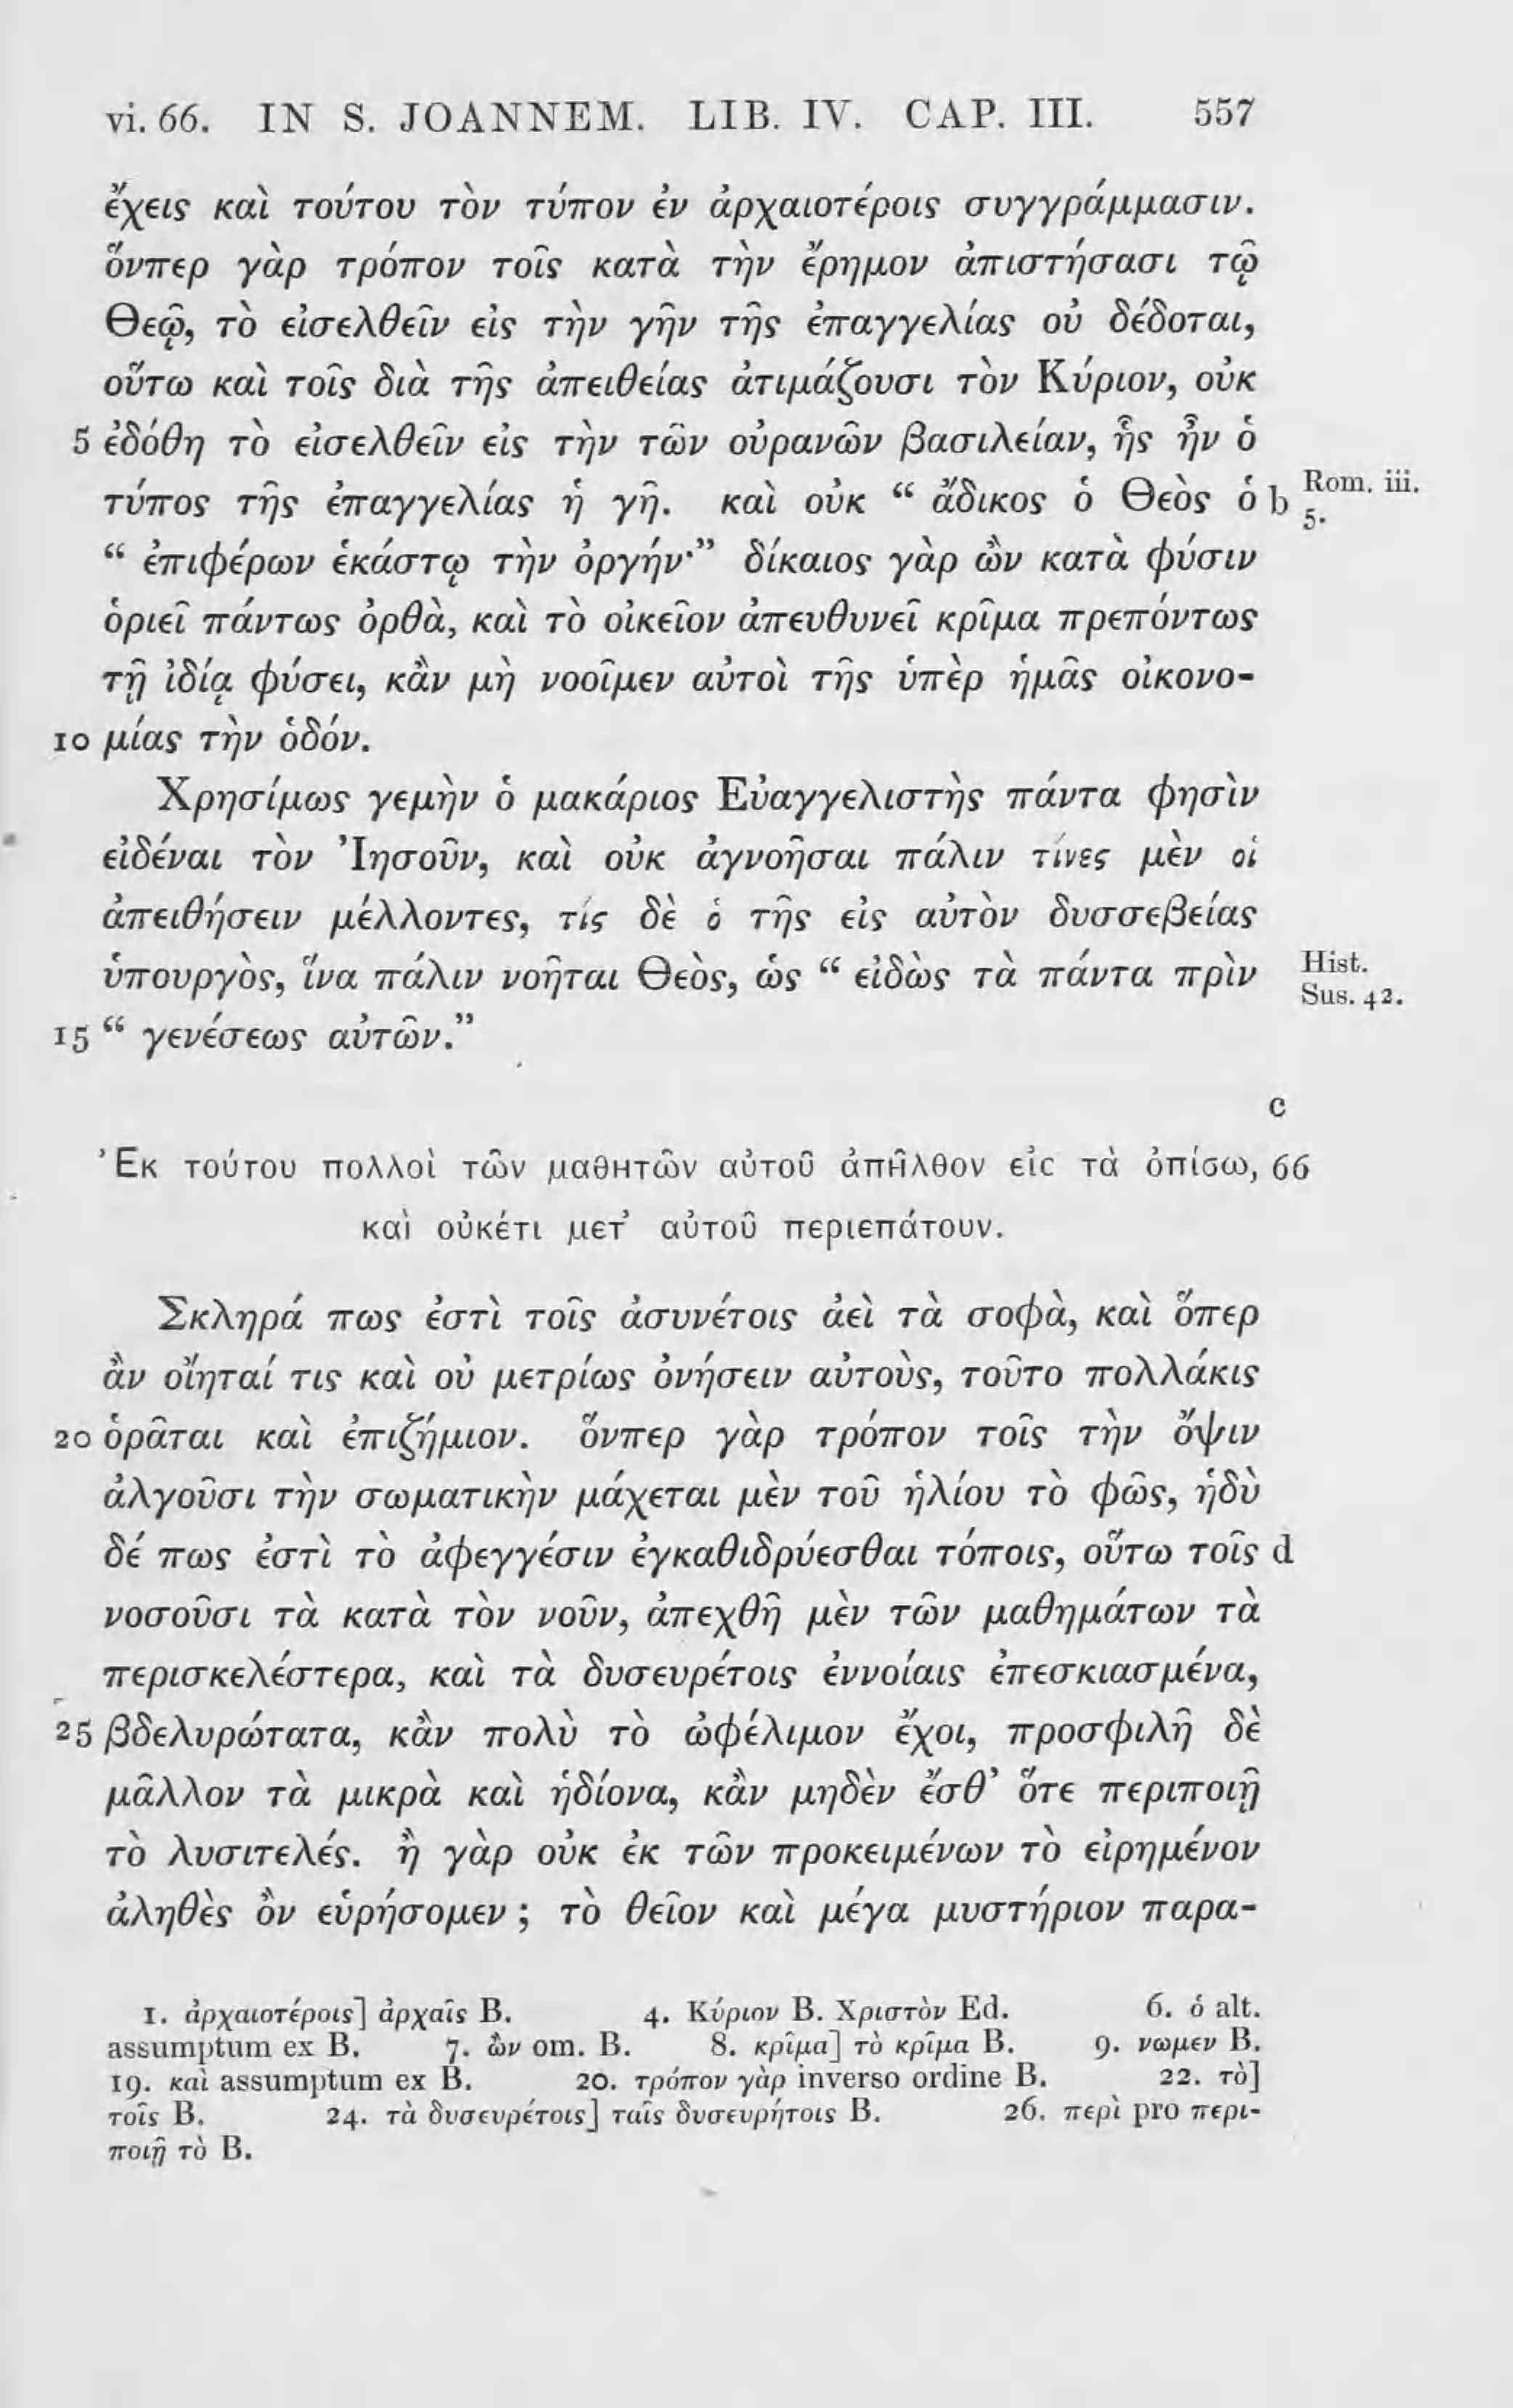 vi. 66. IN S. JOANNEM. LIB. IV. CAP. III. 557
ἔχεις καὶ τούτου τὸν τύπον ἐν ἀρχαιοτέροις συγγράμμασιν.
ὅνπερ γὰρ τρόπον τοῖς κατὰ τὴν ἔρημον ἀπιστήσασι τῷ
Θεῷ, τὸ εἰσελθεῖν εἰς τὴν γῆν τῆς ἐπαγγελίας οὐ δέδοται,
οὕτω καὶ τοῖς διὰ τῆς ἀπειθείας ἀτιμάζουσι τὸν Κύριον, οὐκ
5 ἐδόθη τὸ εἰσελθεῖν εἰς τὴν τῶν οὐρανῶν βασιλείαν, ἧς ἦν ὁ
τύπος τῆς ἐπαγγελίας ἡ γῆ. καὶ οὐκ “ ἄδικος ὁ Θεὸς ὁ b Rom. iii. 5.
“ ἐπιφέρων ἑκάστῳ τὴν ὀργήν·” δίκαιος γὰρ ὢν κατὰ φύσιν
ὁριεῖ πάντως ὀρθὰ, καὶ τὸ οἰκεῖον ἀπευθυνεῖ κρῖμα πρεπόντως
τῇ ἰδίᾳ φύσει, κἂν μὴ νοοῖμεν αὐτοὶ τῆς ὑπὲρ ἡμᾶς οἰκονο-
10 μίας τὴν ὁδόν.
Χρησίμως γεμὴν ὁ μακάριος Εὐαγγελιστὴς πάντα φησὶν
εἰδέναι τὸν Ἰησοῦν, καὶ οὐκ ἀγνοῆσαι πάλιν τίνες μὲν οἱ
ἀπειθήσειν μέλλοντες, τίς δὲ ὁ τῆς εἰς αὐτὸν δυσσεβείας
ὑπουργὸς, ἵνα πάλιν νοῆται Θεὸς, ὡς “ εἰδὼς τὰ πάντα πρὶν Hist. Sus. 42.
15 “ γενέσεως αὐτῶν.”
c
Ἐκ τούτου πολλοὶ τῶν μαθητῶν αὐτοῦ ἀπῆλθον εἰς τὰ ὀπίσω, 66
καὶ οὐκέτι μετ’ αὐτοῦ περιεπάτουν.
Σκληρά πως ἐστὶ τοῖς ἀσυνέτοις ἀεὶ τὰ σοφὰ, καὶ ὅπερ
ἂν οἴηταί τις καὶ οὐ μετρίως ὀνήσειν αὐτοὺς, τοῦτο πολλάκις
20 ὁρᾶται καὶ ἐπιζήμιον. ὅνπερ γὰρ τρόπον τοῖς τὴν ὄψιν
ἀλγοῦσι τὴν σωματικὴν μάχεται μὲν τοῦ ἡλίου τὸ φῶς, ἡδὺ
δέ πως ἐστὶ τὸ ἀφεγγέσιν ἐγκαθιδρύεσθαι τόποις, οὕτω τοῖς d
νοσοῦσι τὰ κατὰ τὸν νοῦν, ἀπεχθῆ μὲν τῶν μαθημάτων τὰ
περισκελέστερα, καὶ τὰ δυσευρέτοις ἐννοίαις ἐπεσκιασμένα,
25 βδελυρώτατα, κἂν πολὺ τὸ ὠφέλιμον ἔχοι, προσφιλῆ δὲ
μᾶλλον τὰ μικρὰ καὶ ἡδίονα, κἂν μηδὲν ἔσθ’ ὅτε περιποιῇ
τὸ λυσιτελές. ἢ γὰρ οὐκ ἐκ τῶν προκειμένων τὸ εἰρημένον
ἀληθὲς ὂν εὑρήσομεν ; τὸ θεῖον καὶ μέγα μυστήριον παρα-
1. ἀρχαιοτέροις] ἀρχαῖς B. 4. Κύριον B. Χριστὸν Ed. 6. ὁ alt.
assumptum ex B. 7. ὢν om. B. 8. κρῖμα] τὸ κρῖμα B. 9. νωμεν B.
19. καὶ assumptum ex B. 20. τρόπον γὰρ inverso ordine B. 22. τὸ]
τοῖς B. 24. τὰ δυσευρέτοις] ταῖς δυσευρήτοις B. 26. περὶ pro περι-
ποιῇ τὸ B.